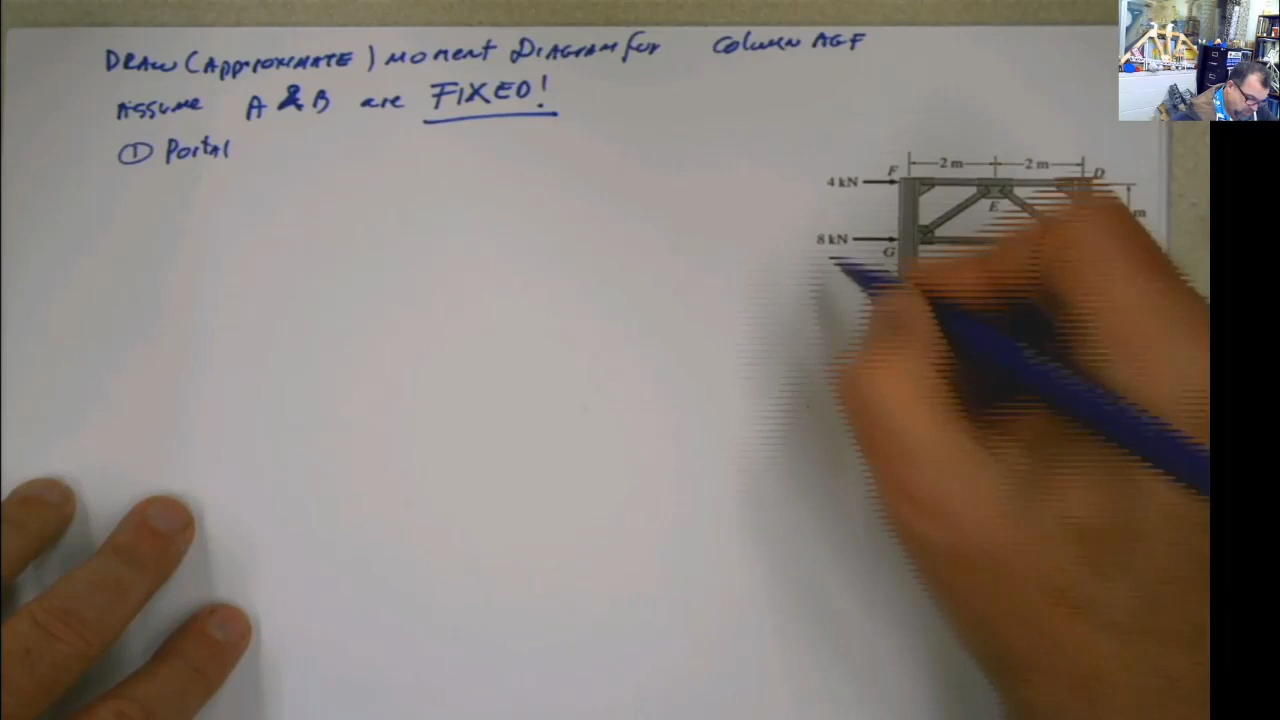 DRAW (APPROXIMATE) MOMENT DIAGRAM for COLUMN AGF
ASSUME A & B are FIXED!
① Portal
2 m 2 m
F D
4 kN
E
m
8 kN
G